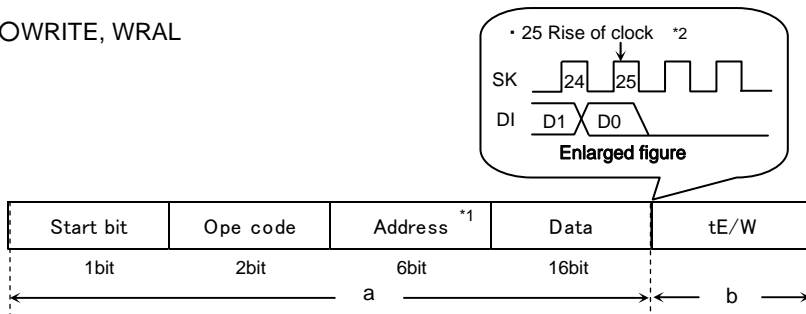 ○WRITE, WRAL
・25 Rise of clock *2
SK 24 25
DI D1 D0
Enlarged figure
Start bit Ope code Address *1 Data tE/W
1bit 2bit 6bit 16bit
a b